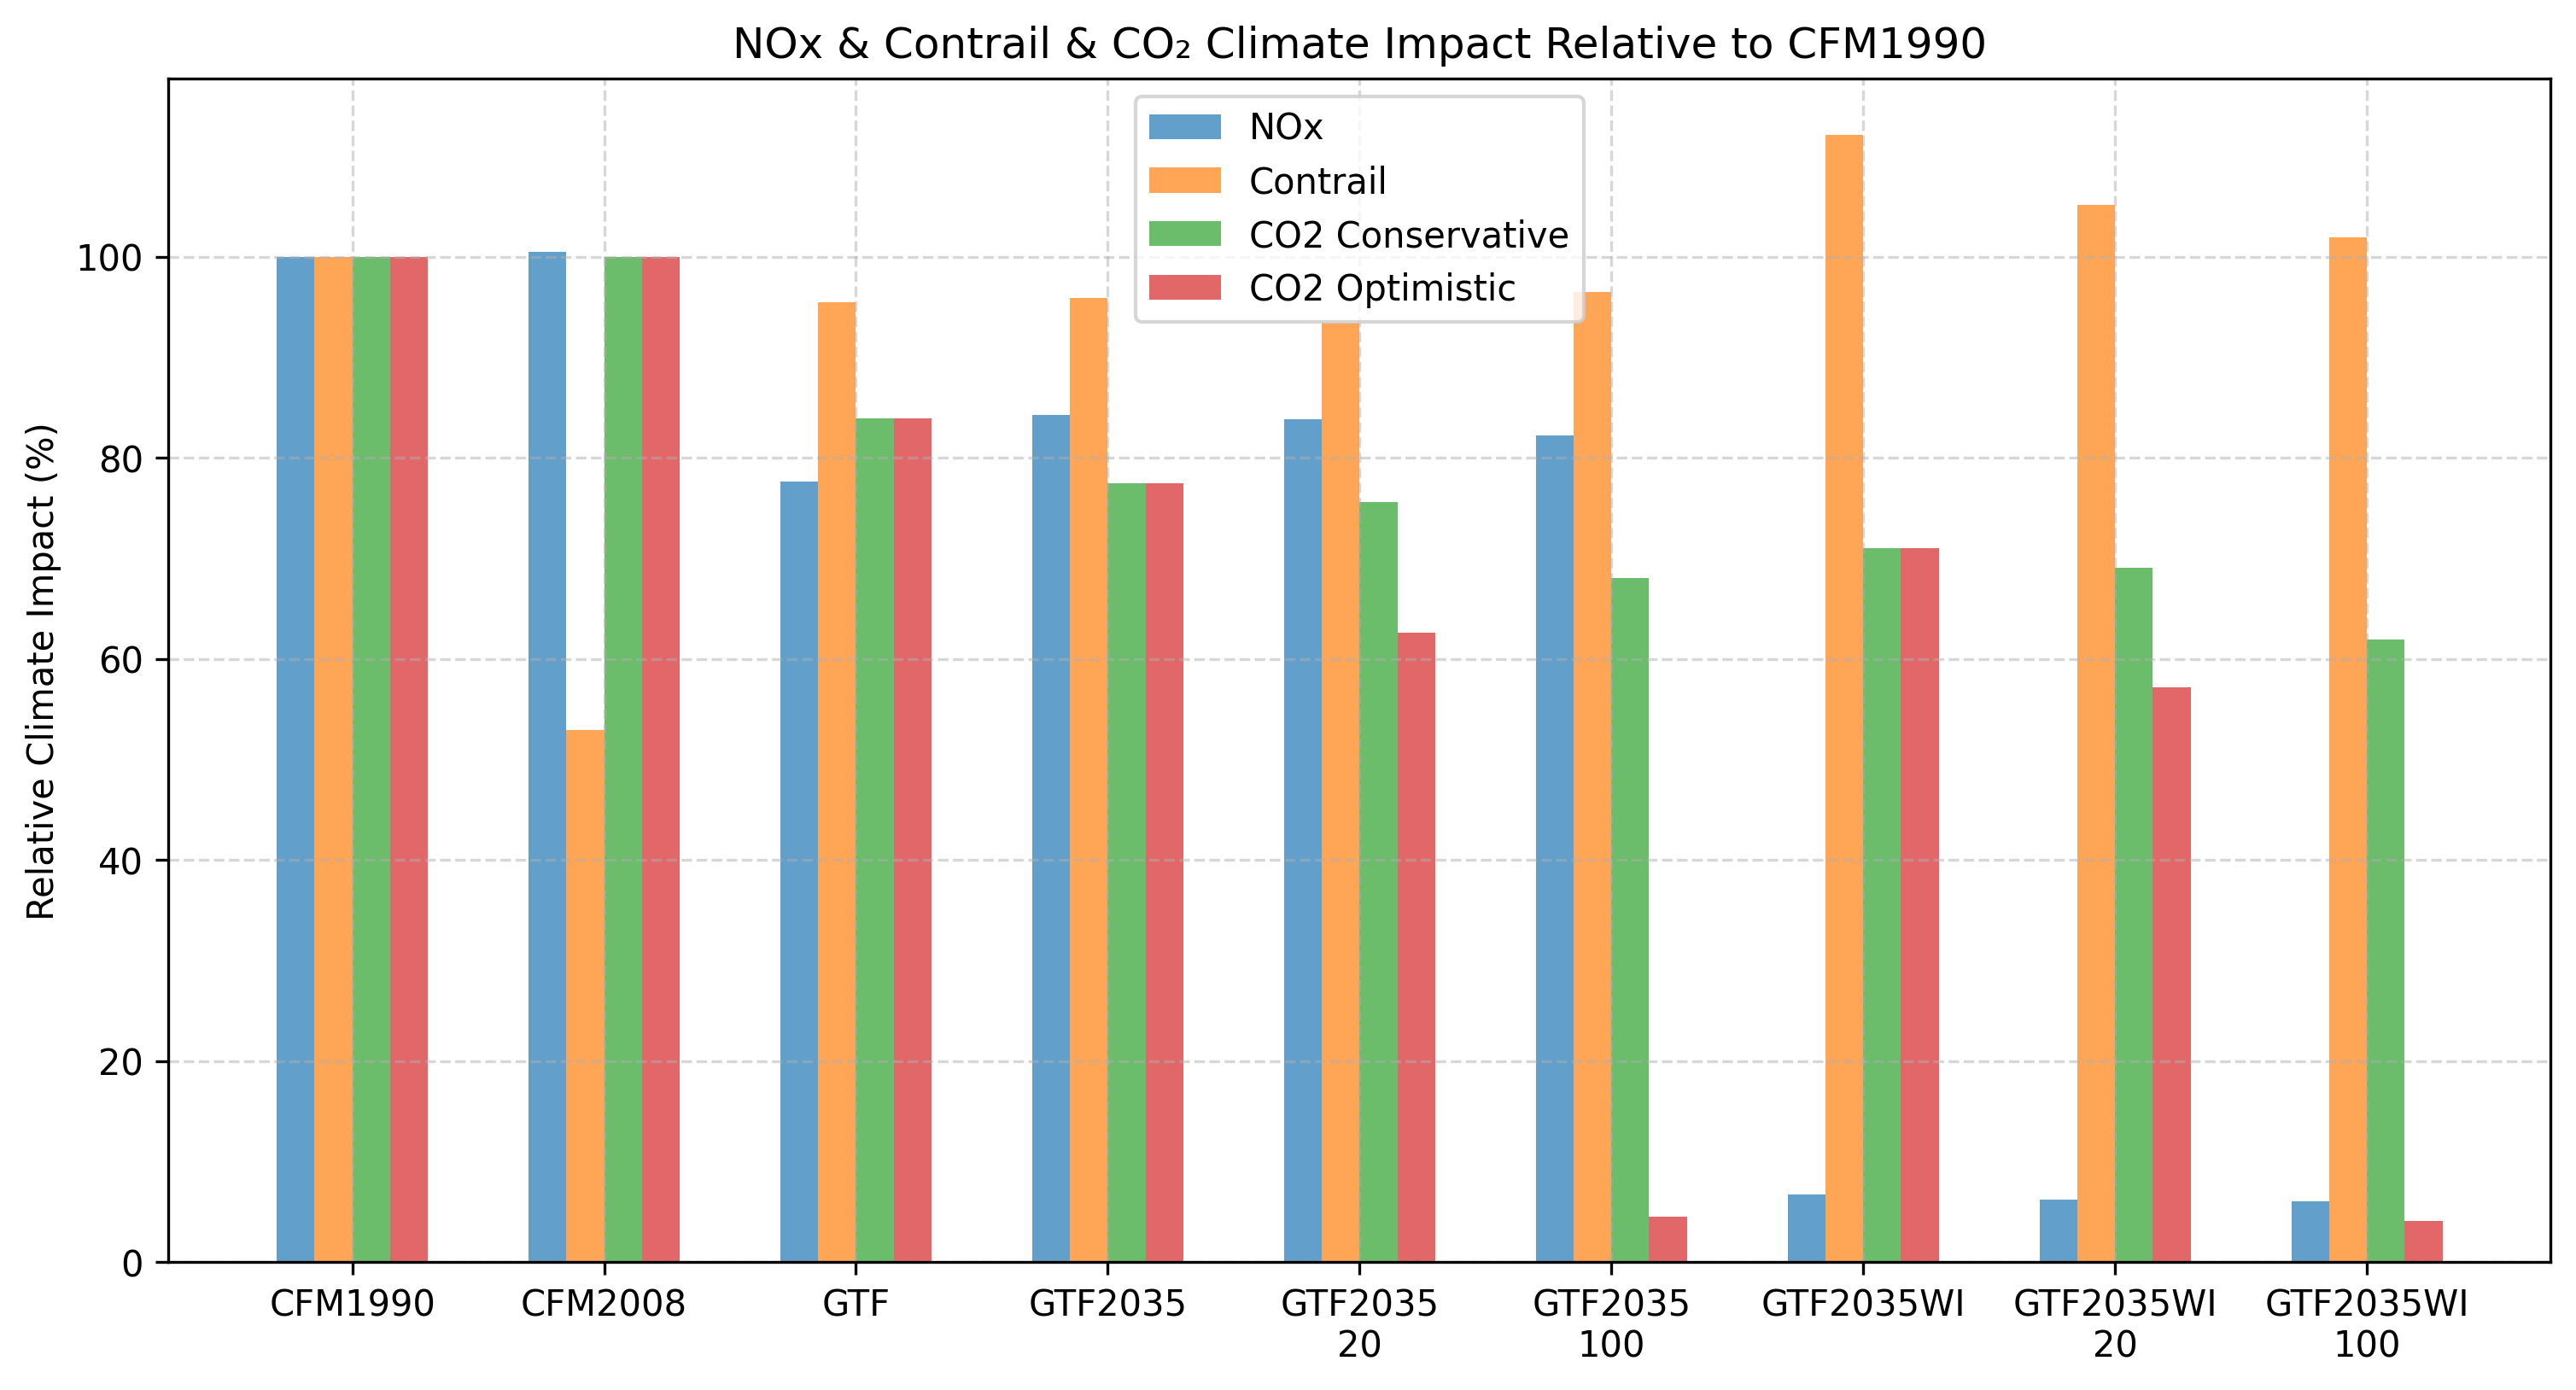 NOx & Contrail & CO₂ Climate Impact Relative to CFM1990
NOx
Contrail
CO2 Conservative
CO2 Optimistic
Relative Climate Impact (%)
100
80
60
40
20
0
CFM1990
CFM2008
GTF
GTF2035
GTF2035
20
GTF2035
100
GTF2035WI
GTF2035WI
20
GTF2035WI
100